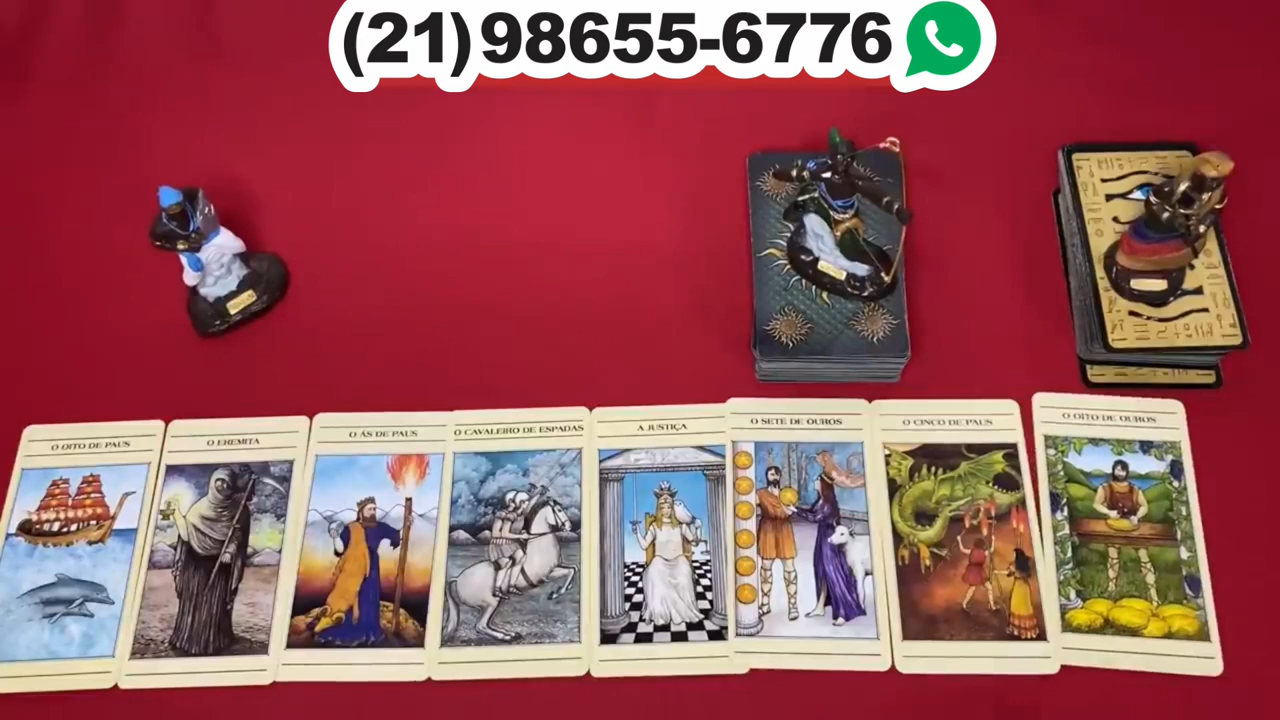 (21)98655-6776
O OITO DE PAUS
O EREMITA
O ÁS DE PAUS
O CAVALEIRO DE ESPADAS
A JUSTIÇA
O SETE DE OUROS
O CINCO DE PAUS
O OITO DE OUROS